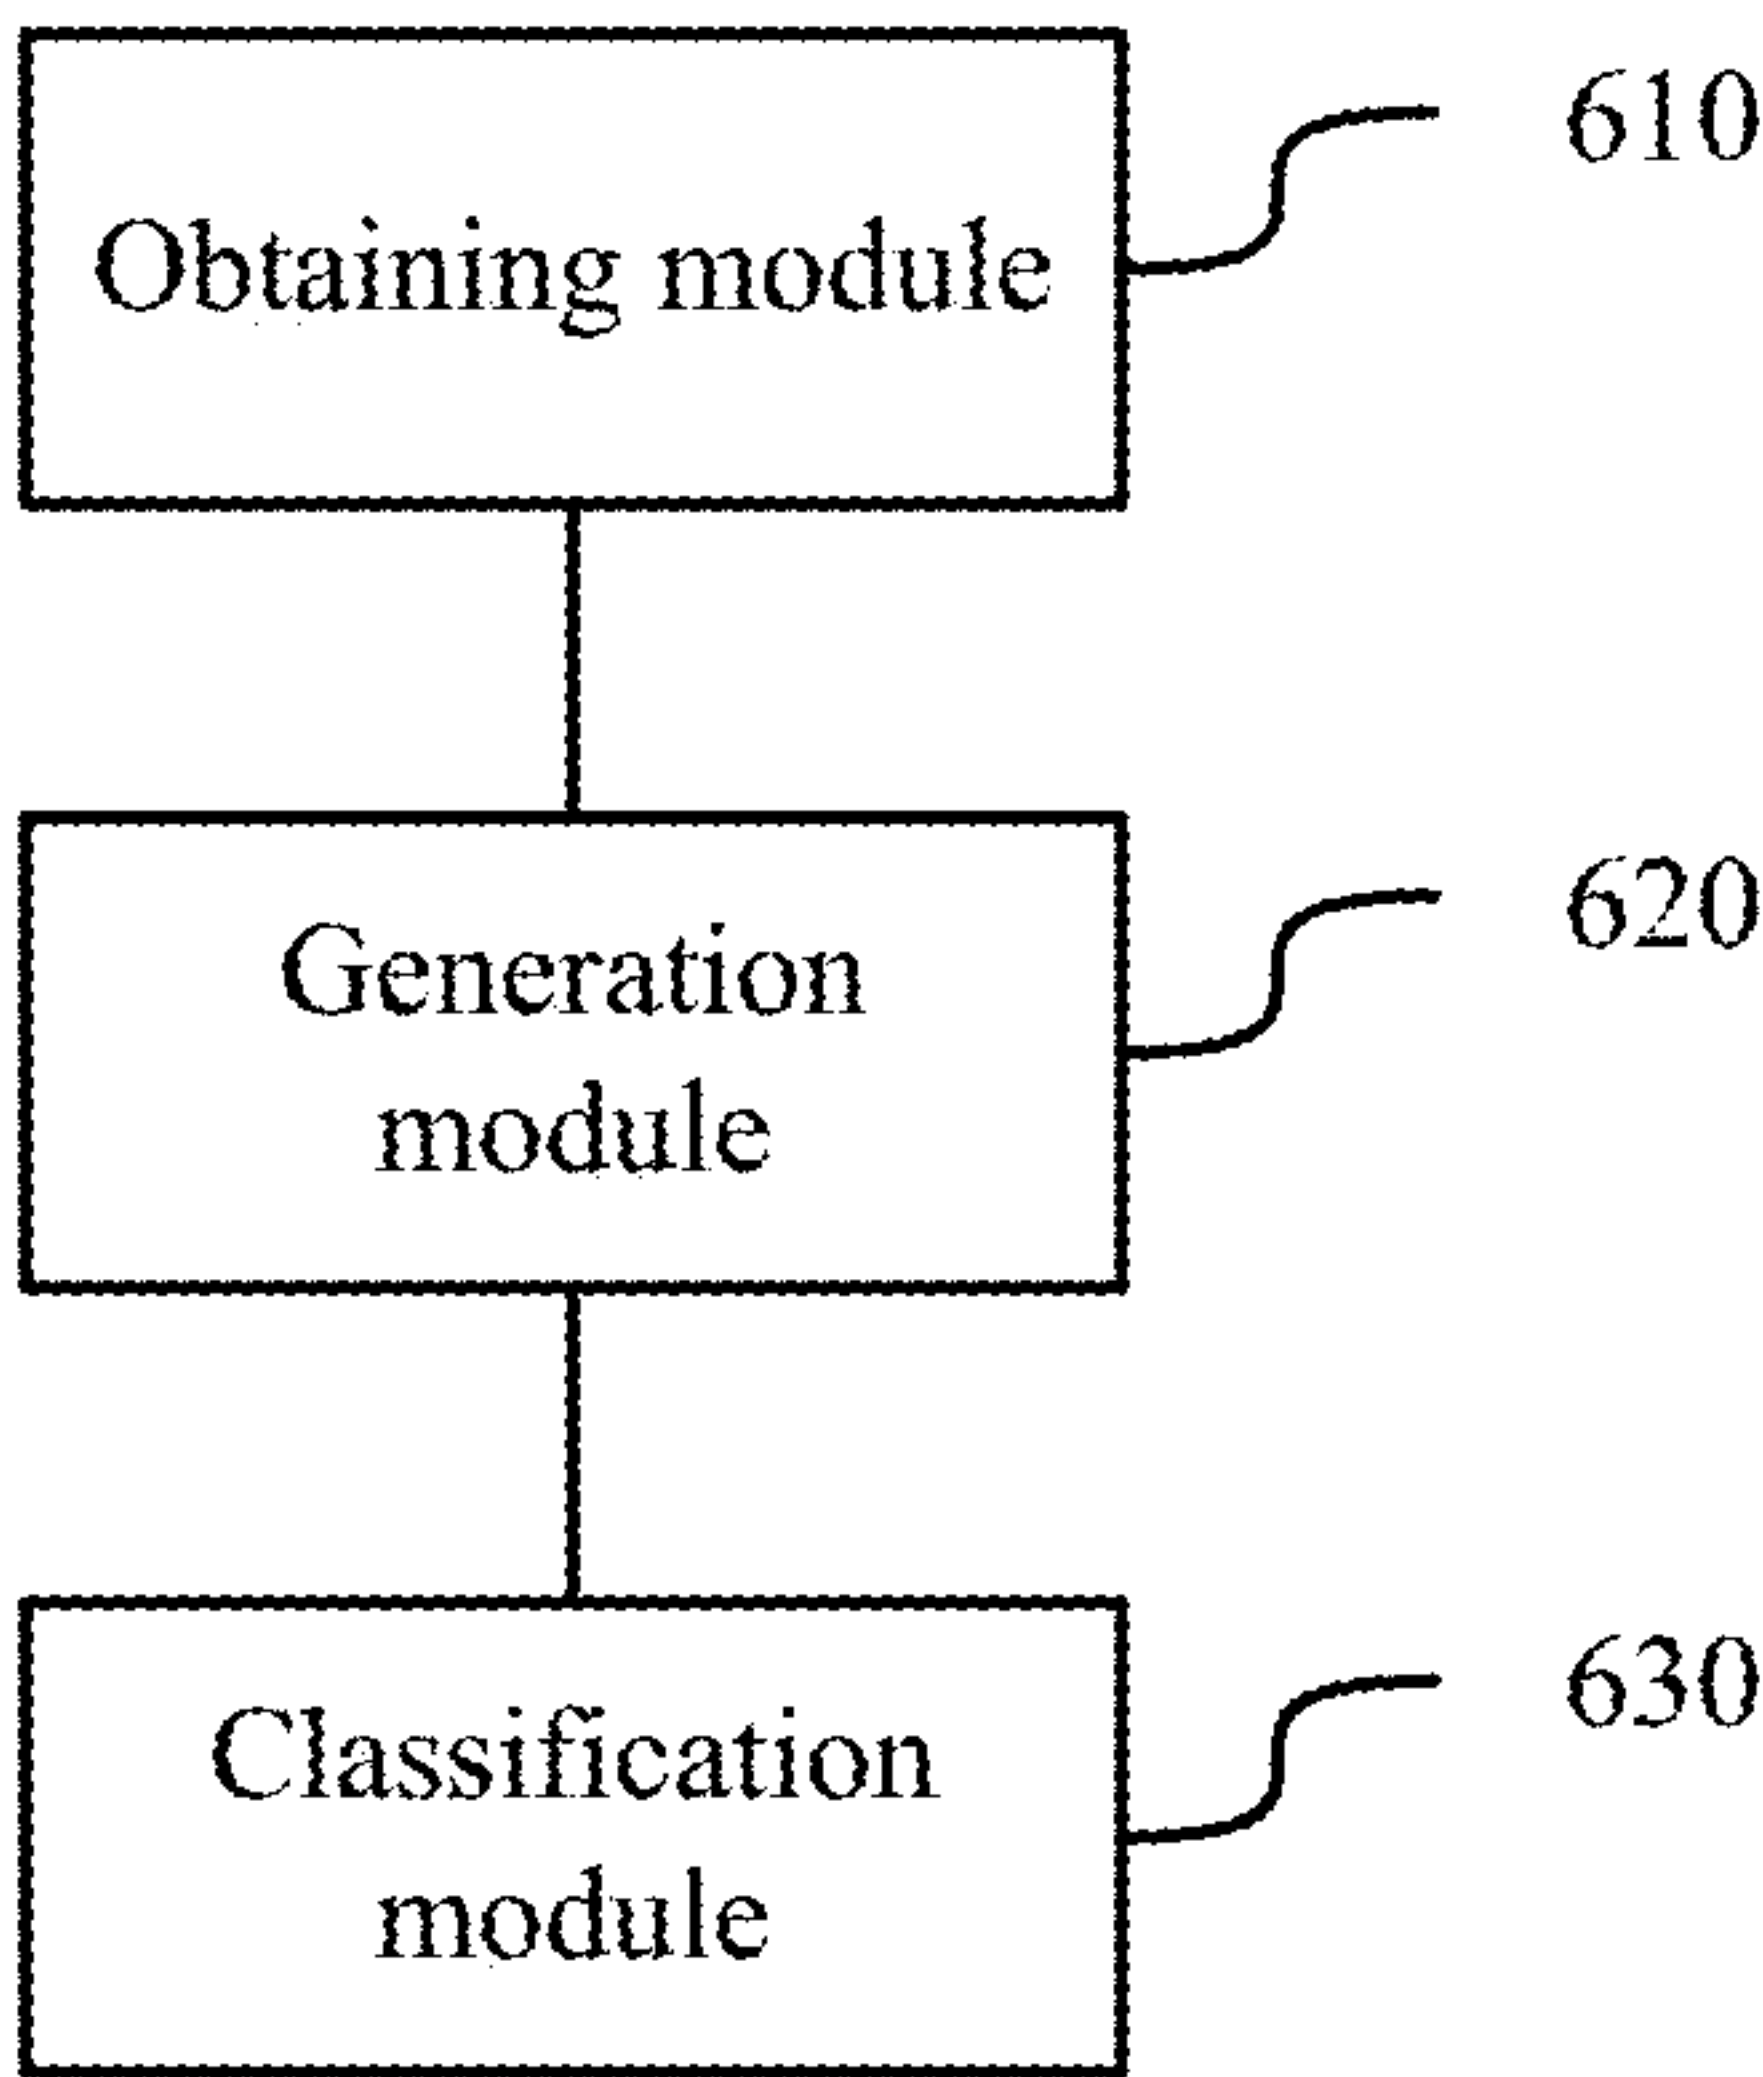 Obtaining module
610
Generation
module
620
Classification
module
630